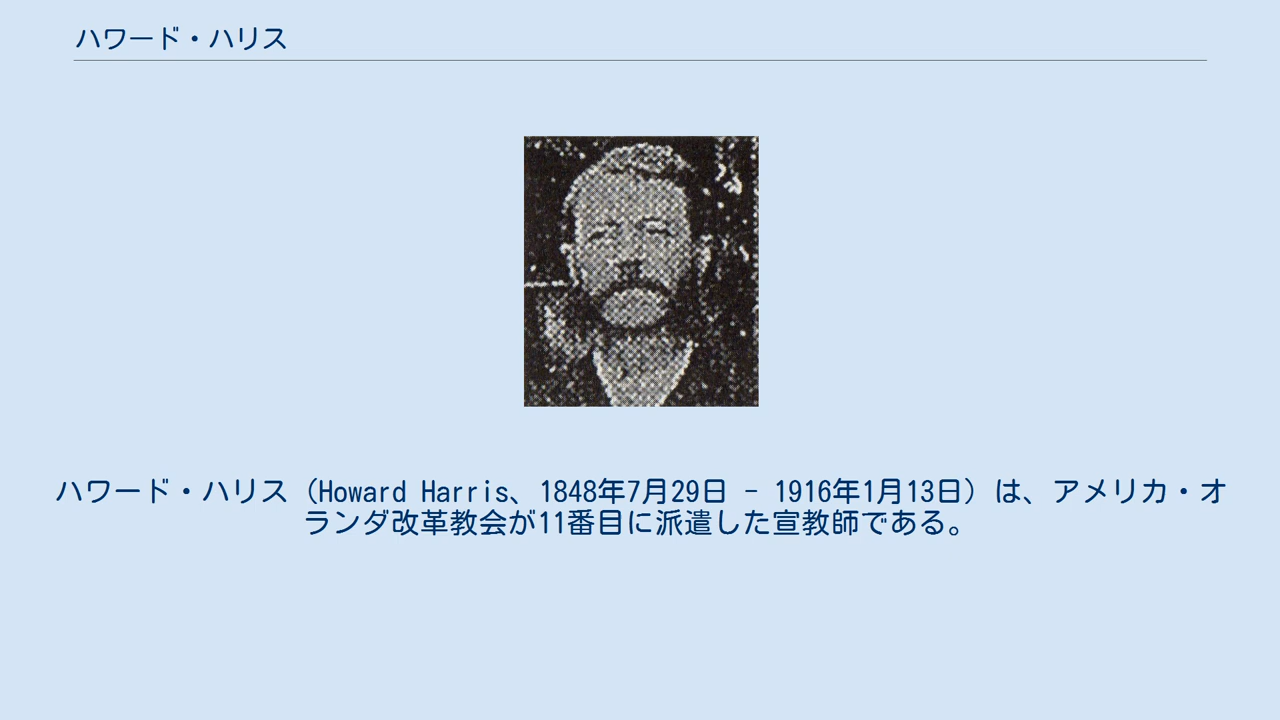 ハワード・ハリス
ハワード・ハリス（Howard Harris、1848年7月29日 - 1916年1月13日）は、アメリカ・オ
ランダ改革教会が11番目に派遣した宣教師である。